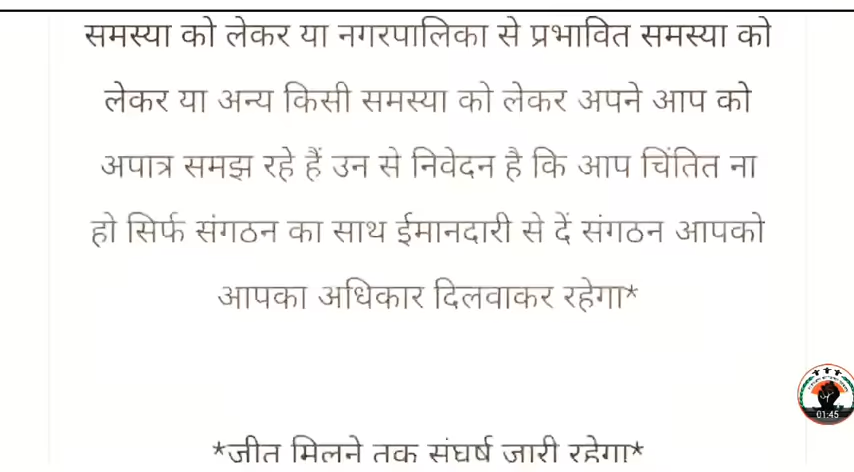 समस्या को लेकर या नगरपालिका से प्रभावित समस्या को
लेकर या अन्य किसी समस्या को लेकर अपने आप को
अपात्र समझ रहे हैं उन से निवेदन है कि आप चिंतित ना
हो सिर्फ संगठन का साथ ईमानदारी से दें संगठन आपको
आपका अधिकार दिलवाकर रहेगा*
01:45
*जीत मिलने तक संघर्ष जारी रहेगा*